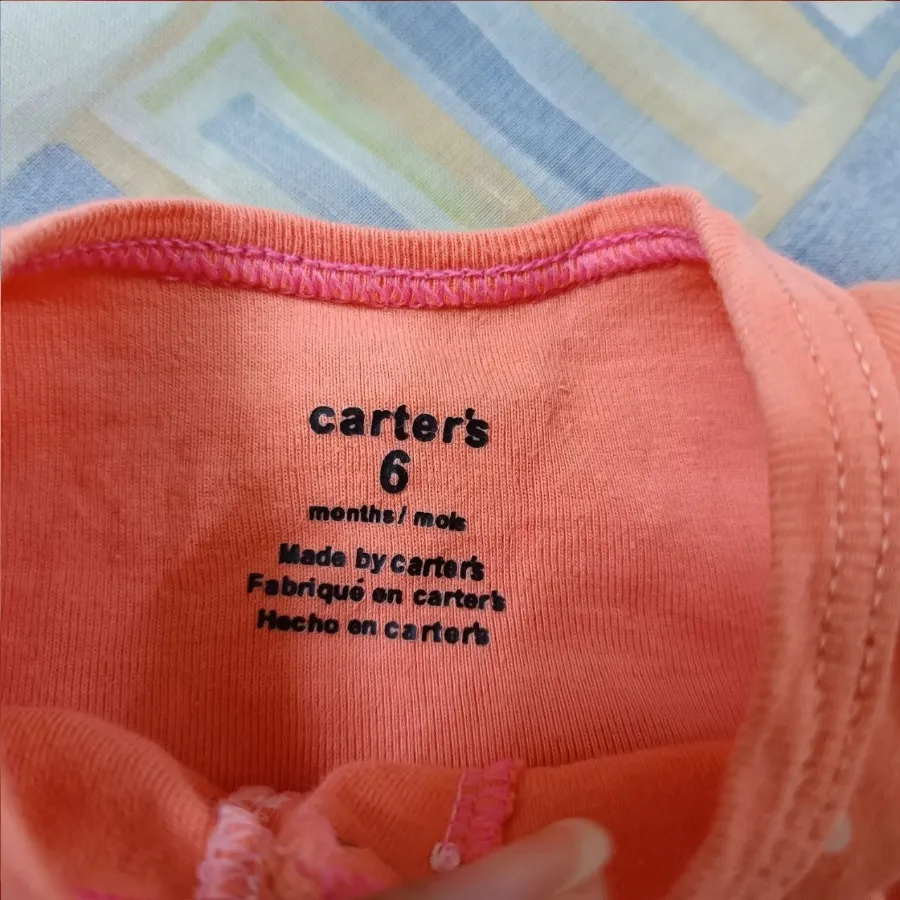 carter's
6
months / mois
Made by carter's
Fabriqué en carter's
Hecho en carter's